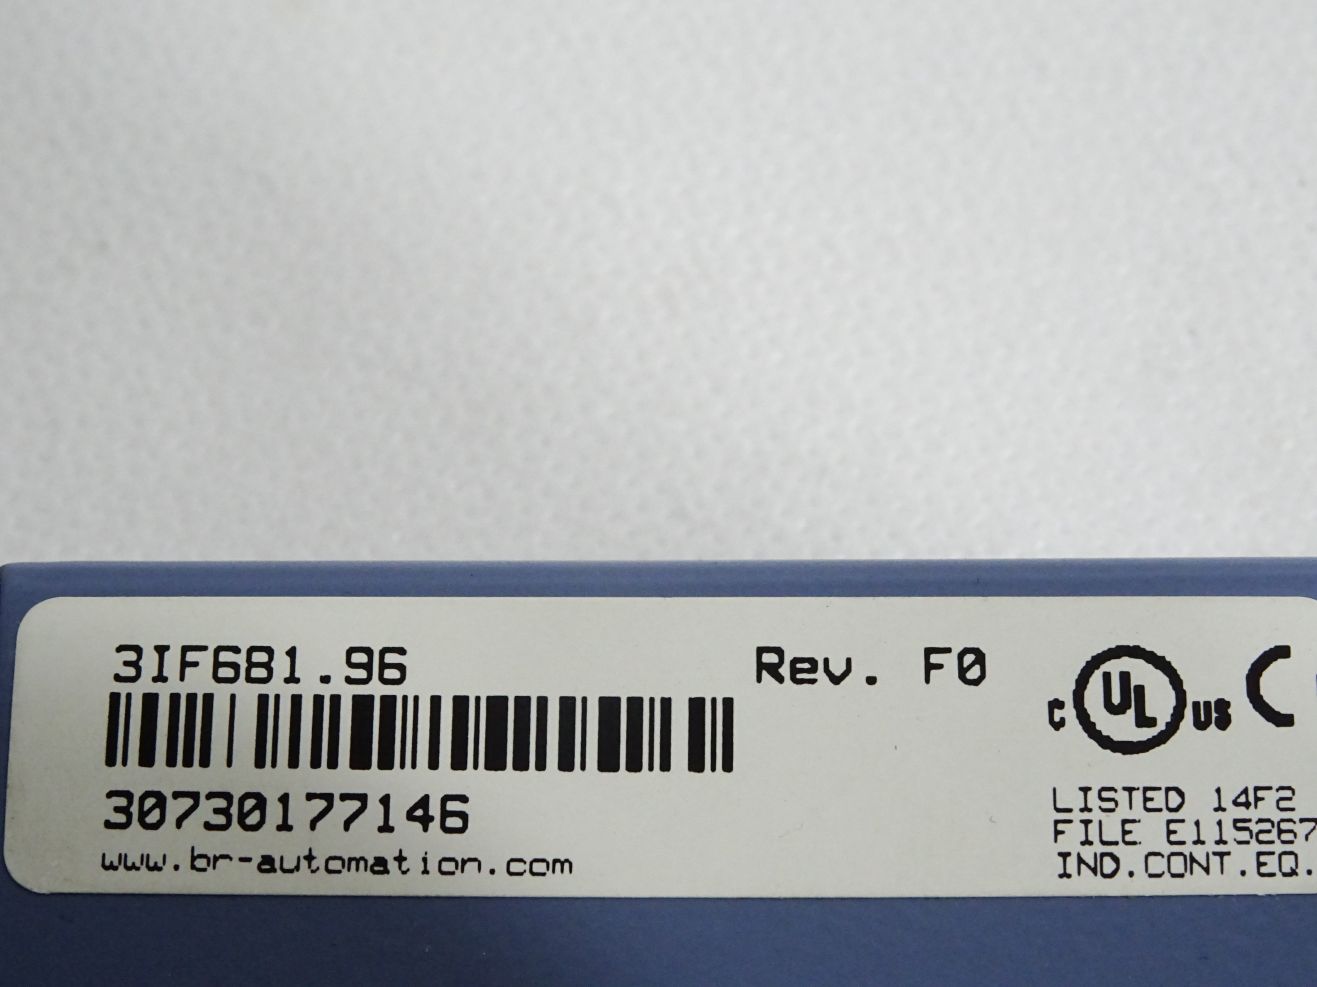 3IF681.96
Rev. F0
30730177146
www.br-automation.com
C UL US C
LISTED 14F2
FILE E115267
IND.CONT.EQ.